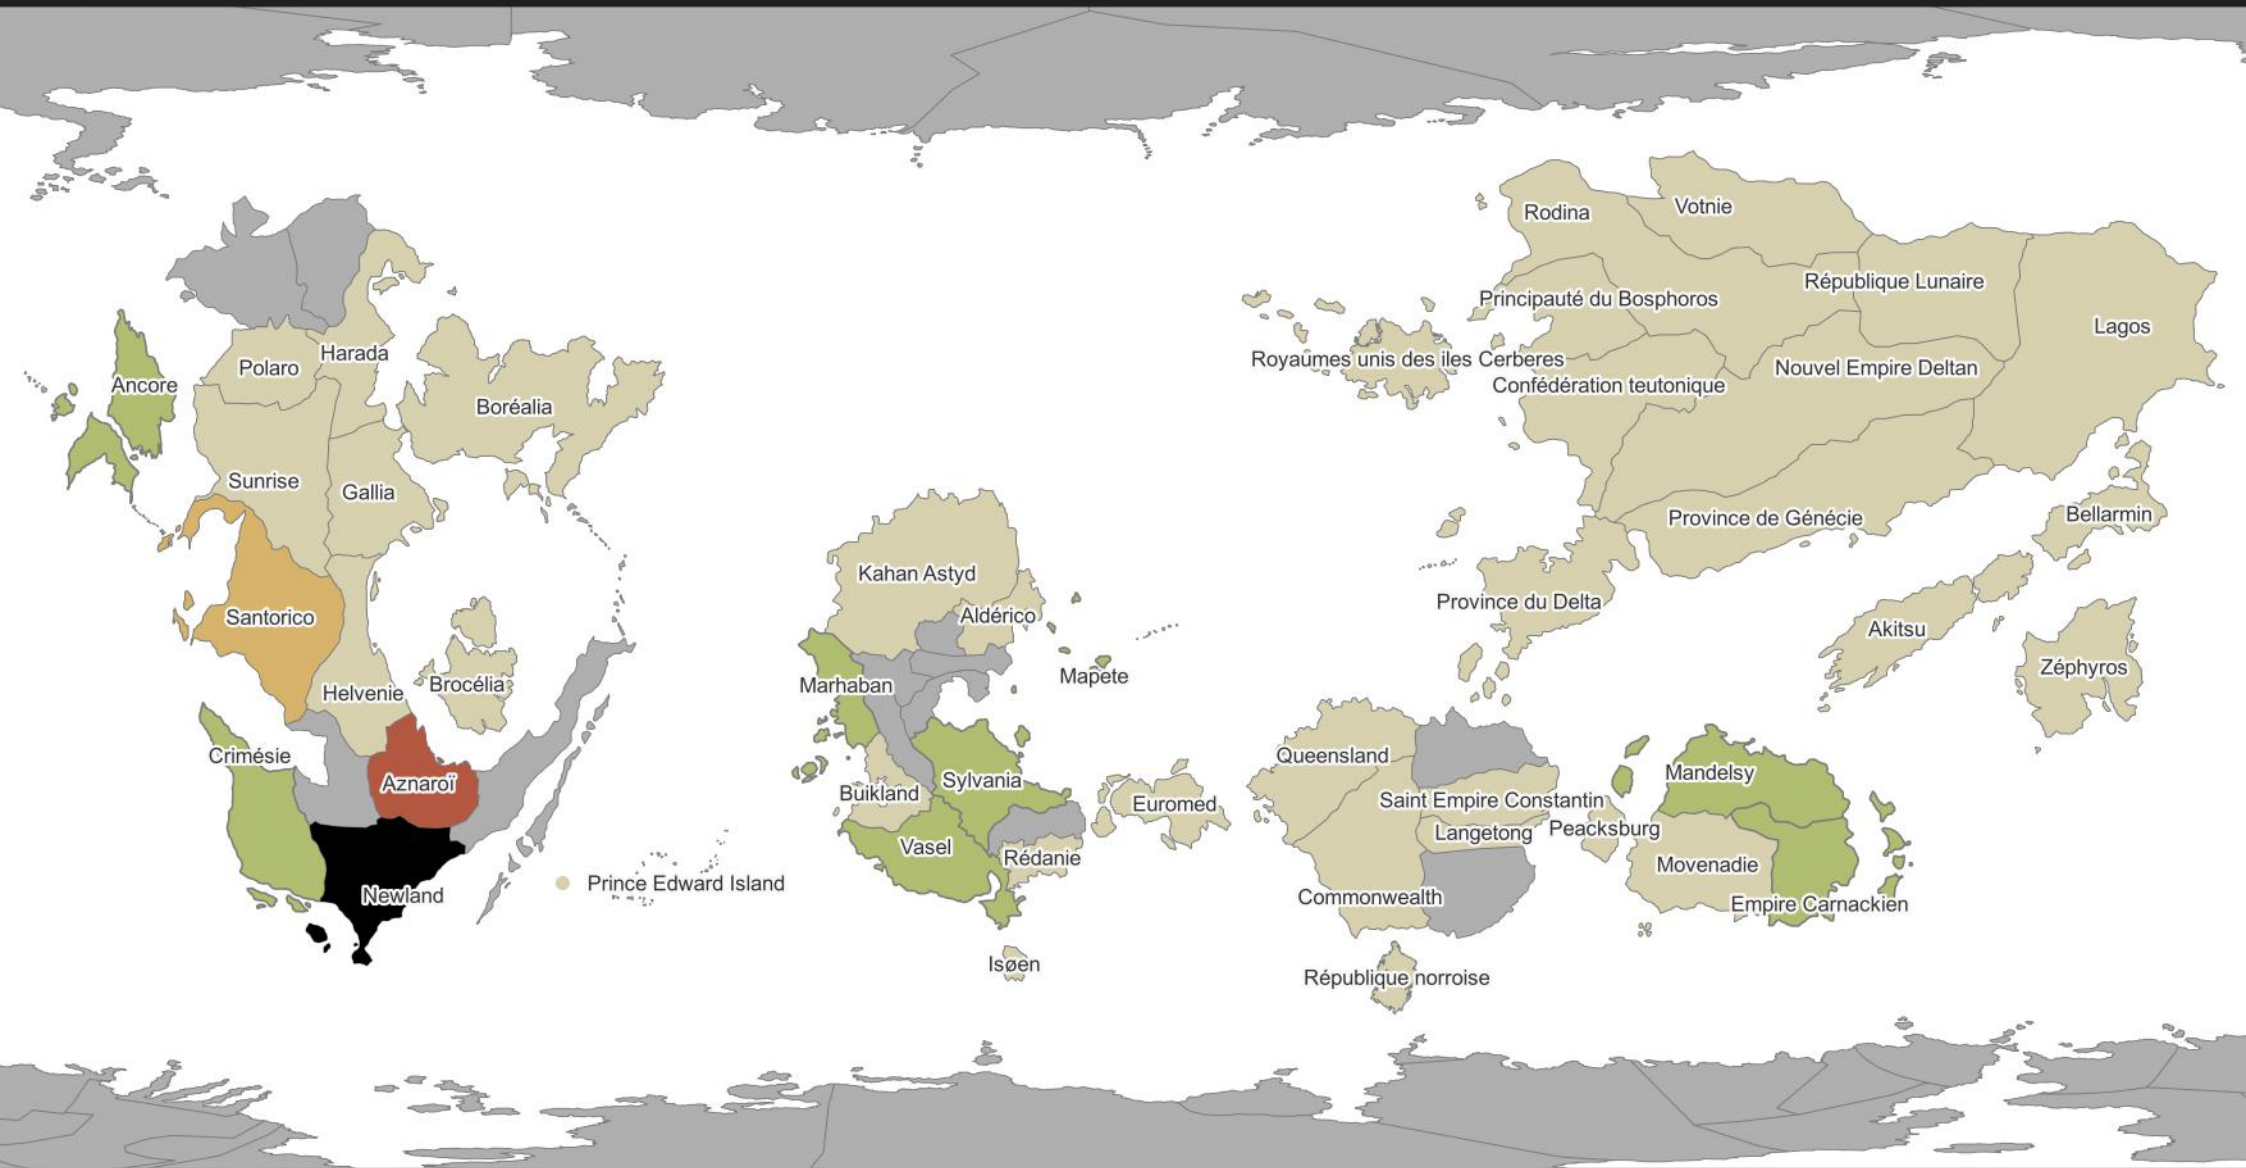 Rodina
Votnie
République Lunaire
Principauté du Bosphoros
Lagos
Harada
Polaro
Royaumes unis des iles Cerberes
Nouvel Empire Deltan
Ancore
Confédération teutonique
Boréalia
Sunrise
Gallia
Bellarmin
Province de Génécie
Kahan Astyd
Province du Delta
Santorico
Aldérico
Akitsu
Zéphyros
Mapete
Brocélia
Marhaban
Helvenie
Crimésie
Queensland
Mandelsy
Sylvania
Aznaroï
Buikland
Saint Empire Constantin
Euromed
Peacksburg
Langetong
Vasel
Rédanie
Movenadie
Prince Edward Island
Newland
Commonwealth
Empire Carnackien
Isøen
République norroise